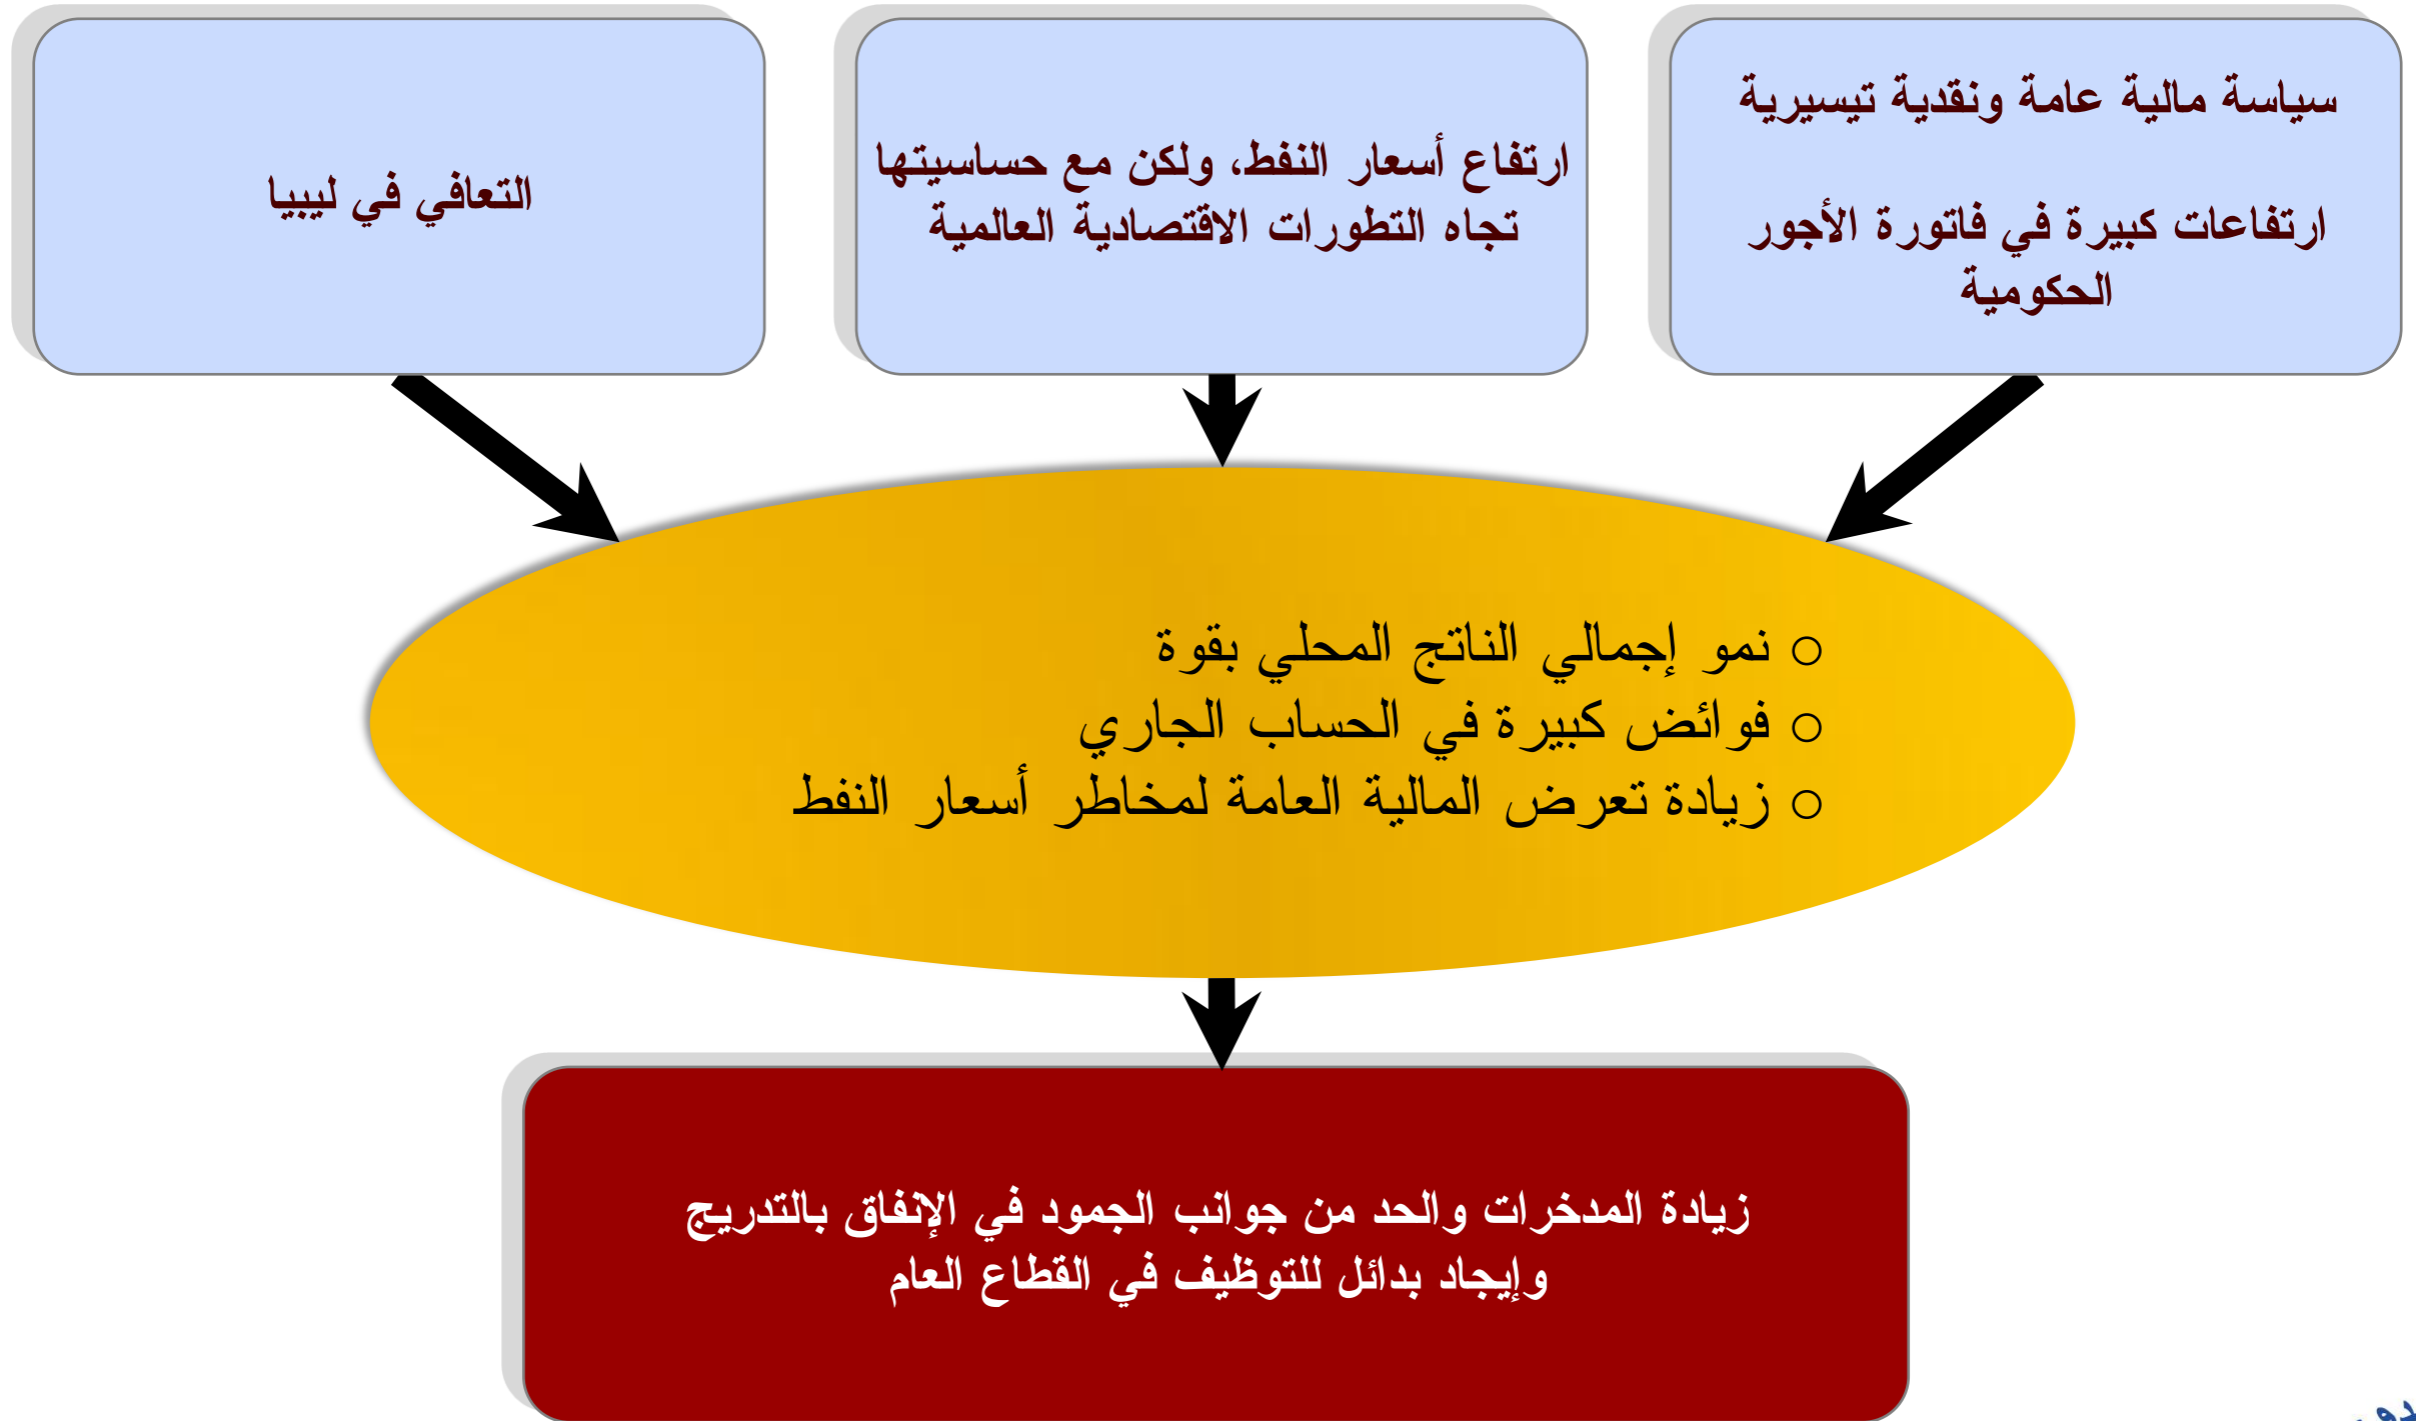 سياسة مالية عامة ونقدية تيسيرية
ارتفاعات كبيرة في فاتورة الأجور
الحكومية
ارتفاع أسعار النفط، ولكن مع حساسيتها
تجاه التطورات الاقتصادية العالمية
التعافي في ليبيا
○ نمو إجمالي الناتج المحلي بقوة
○ فوائض كبيرة في الحساب الجاري
○ زيادة تعرض المالية العامة لمخاطر أسعار النفط
زيادة المدخرات والحد من جوانب الجمود في الإنفاق بالتدريج
وإيجاد بدائل للتوظيف في القطاع العام